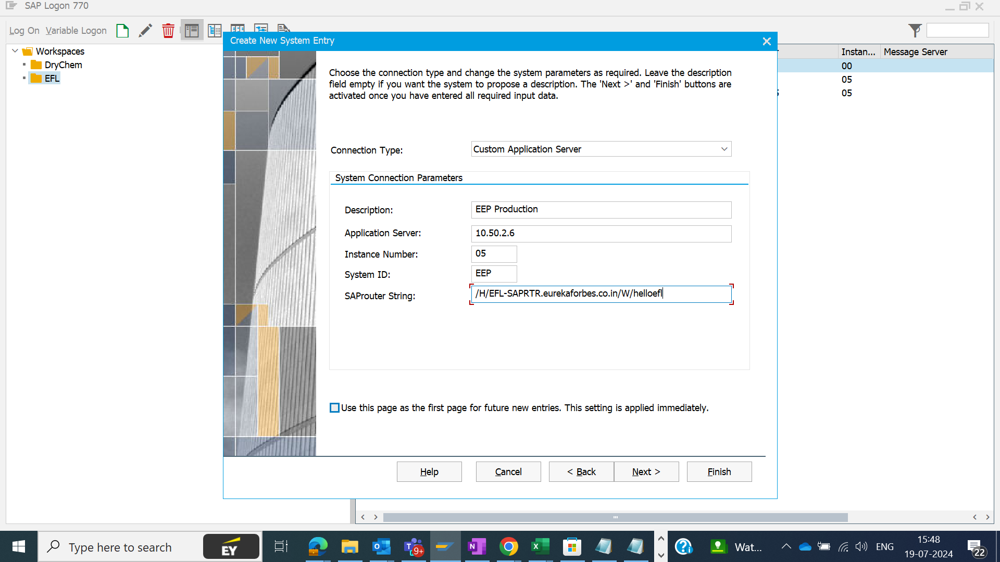 SAP Logon 770
Log On Variable Logon
Workspaces
DryChem
EFL
Create New System Entry
Instan... Message Server
00
05
05
Choose the connection type and change the system parameters as required. Leave the description
field empty if you want the system to propose a description. The 'Next >' and 'Finish' buttons are
activated once you have entered all required input data.
Connection Type: Custom Application Server
System Connection Parameters
Description: EEP Production
Application Server: 10.50.2.6
Instance Number: 05
System ID: EEP
SAProuter String: /H/EFL-SAPRTR.eurekaforbes.co.in/W/helloefl
Use this page as the first page for future new entries. This setting is applied immediately.
Help Cancel < Back Next > Finish
Type here to search EY 9+ Wat... ENG 15:48
19-07-2024 22